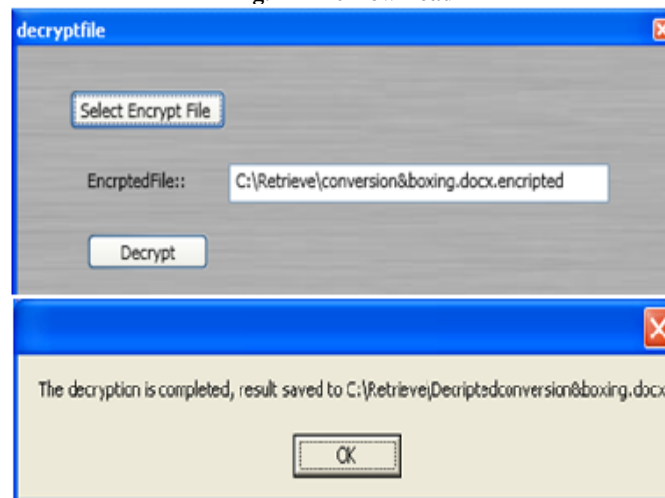 decryptfile
Select Encrypt File
EncrptedFile:: C:\Retrieve\conversion&boxing.docx.encripted
Decrypt
The decryption is completed, result saved to C:\Retrieve\Decriptedconversion&boxing.docx
OK